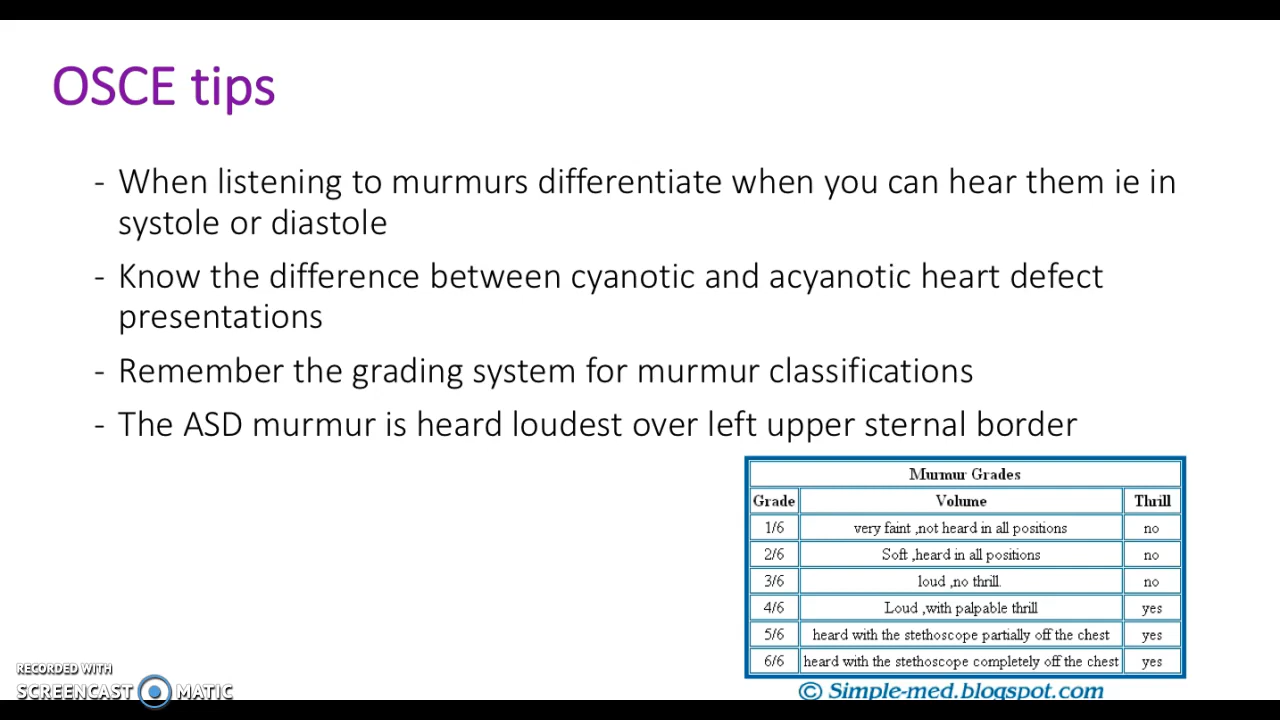 OSCE tips
- When listening to murmurs differentiate when you can hear them ie in
systole or diastole
- Know the difference between cyanotic and acyanotic heart defect
presentations
- Remember the grading system for murmur classifications
- The ASD murmur is heard loudest over left upper sternal border
Murmur Grades
Grade Volume Thrill
1/6 very faint ,not heard in all positions no
2/6 Soft ,heard in all positions no
3/6 loud ,no thrill. no
4/6 Loud ,with palpable thrill yes
5/6 heard with the stethoscope partially off the chest yes
6/6 heard with the stethoscope completely off the chest yes
© Simple-med.blogspot.com
RECORDED WITH
SCREENCAST MATIC